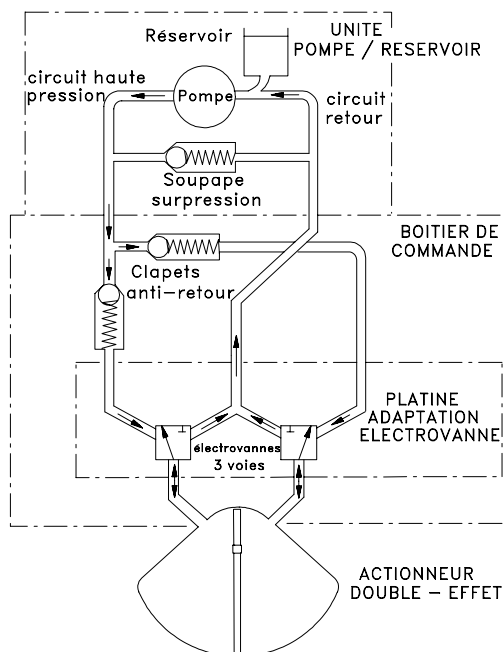 Réservoir
UNITE
POMPE / RESERVOIR
circuit haute
pression
Pompe
circuit
retour
Soupape
surpression
BOITIER DE
COMMANDE
Clapets
anti-retour
PLATINE
ADAPTATION
ELECTROVANNE
électrovannes
3 voies
ACTIONNEUR
DOUBLE - EFFET